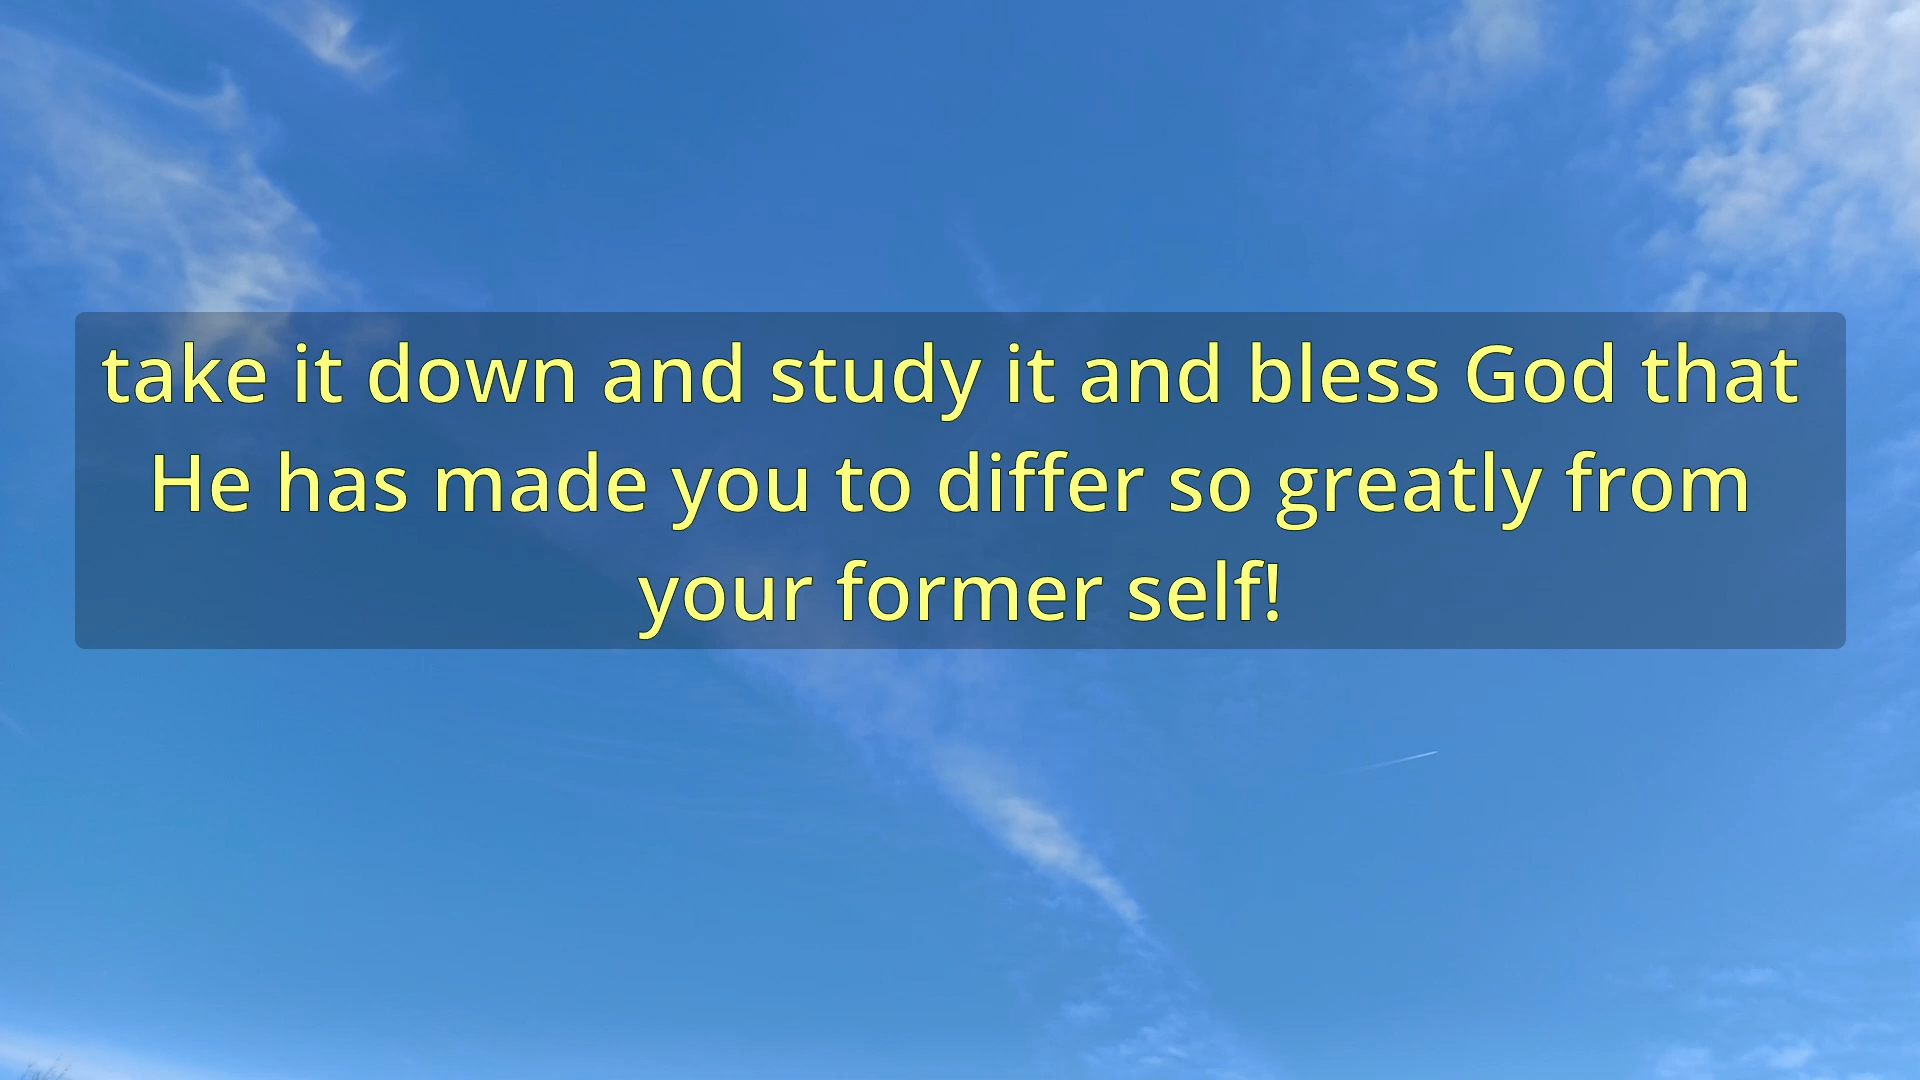 take it down and study it and bless God that
He has made you to differ so greatly from
your former self!